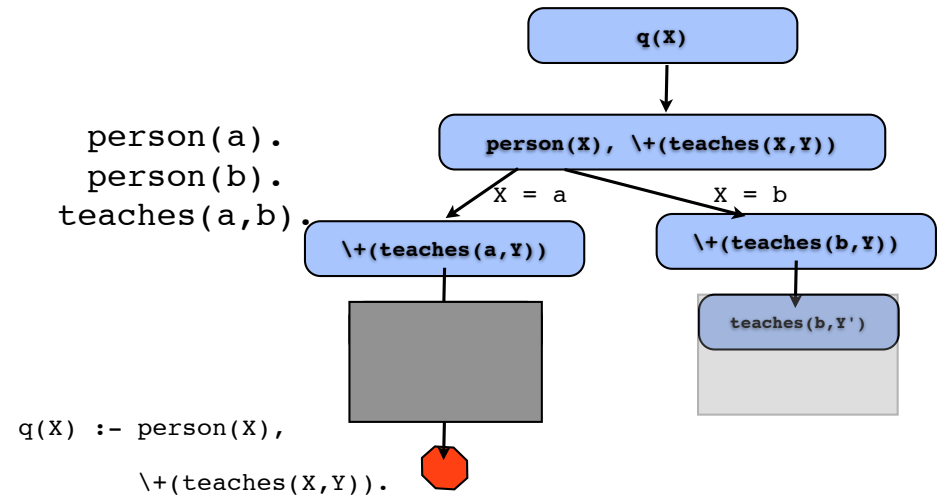 q(X)
person(X), \+(teaches(X,Y))
person(a).
person(b).
teaches(a,b).
X = a
X = b
\+(teaches(a,Y))
\+(teaches(b,Y))
teaches(b,Y')
q(X) :- person(X),
\+(teaches(X,Y)).